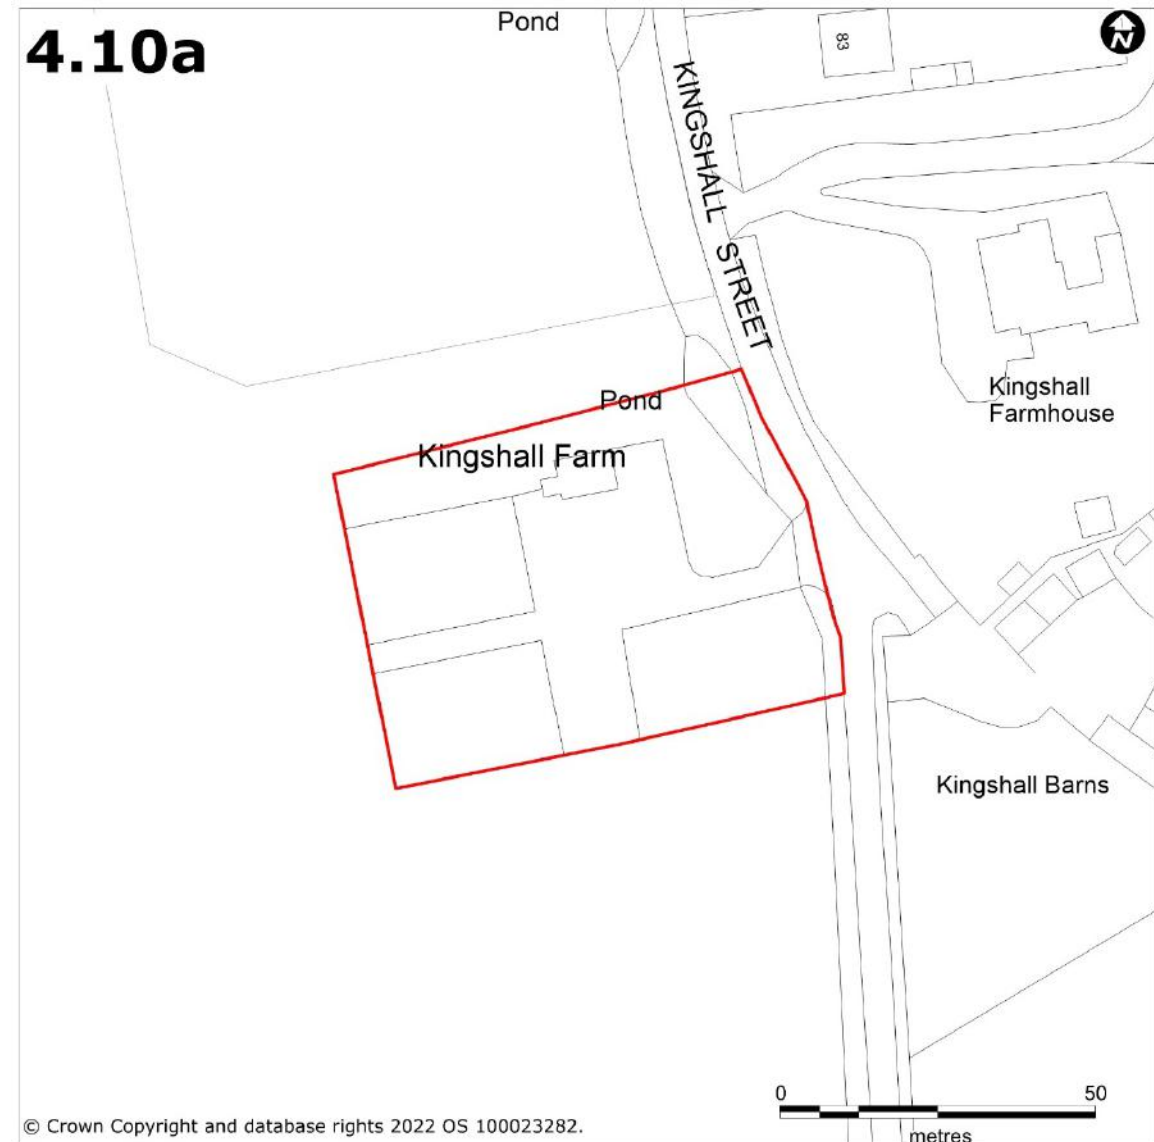 4.10a
Pond
N
83
KINGSHALL STREET
Kingshall
Farmhouse
Pond
Kingshall Farm
Kingshall Barns
0 50
metres
© Crown Copyright and database rights 2022 OS 100023282.